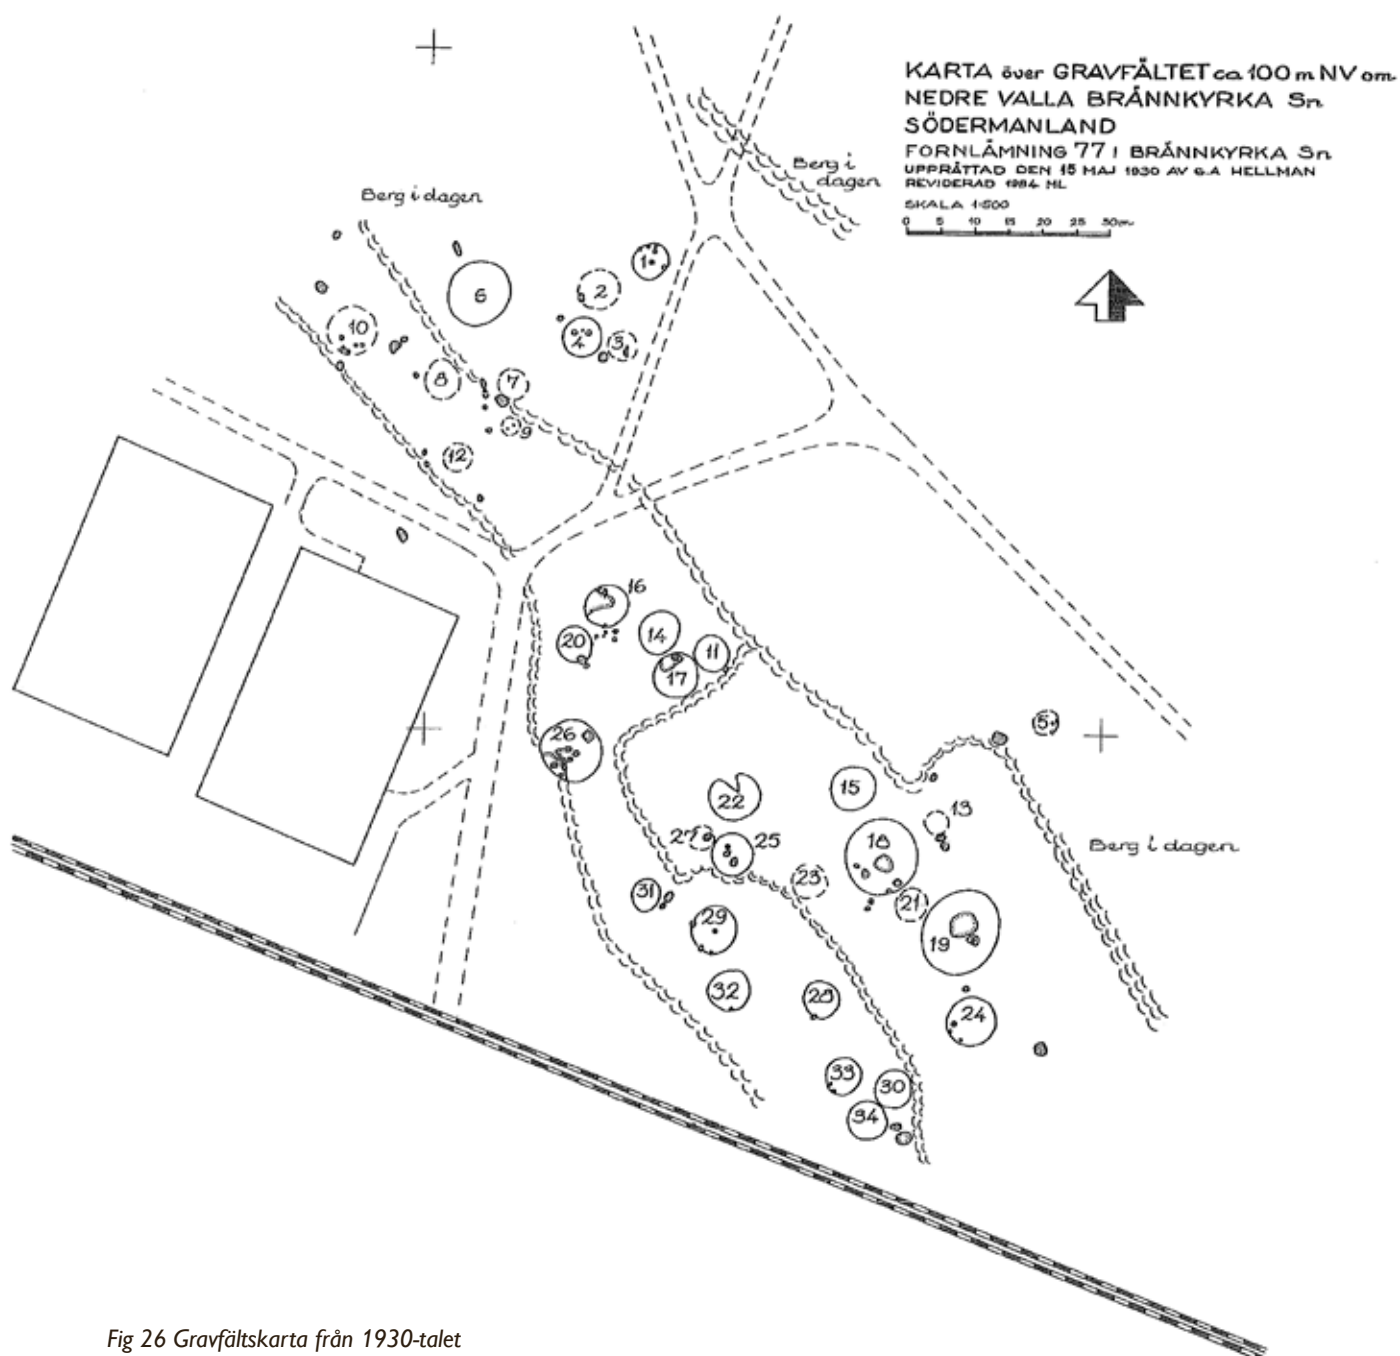 KARTA över GRAVFÄLTET ca 100 m NV om
NEDRE VALLA BRÄNNKYRKA Sn
SÖDERMANLAND
FORNLÄMNING 77 I BRÄNNKYRKA Sn
UPPRÄTTAD DEN 15 MAJ 1930 AV G.A HELLMAN
REVIDERAD 1984 ML
SKALA 1:500
0 5 10 15 20 25 30m
Berg i
dagen
Berg i dagen
1
6
2
10
4
3
8
7
9
12
16
14
20
11
17
5
26
15
22
13
27
25
18
23
31
21
29
19
32
28
24
33
30
34
Berg i dagen
Fig 26 Gravfältskarta från 1930-talet